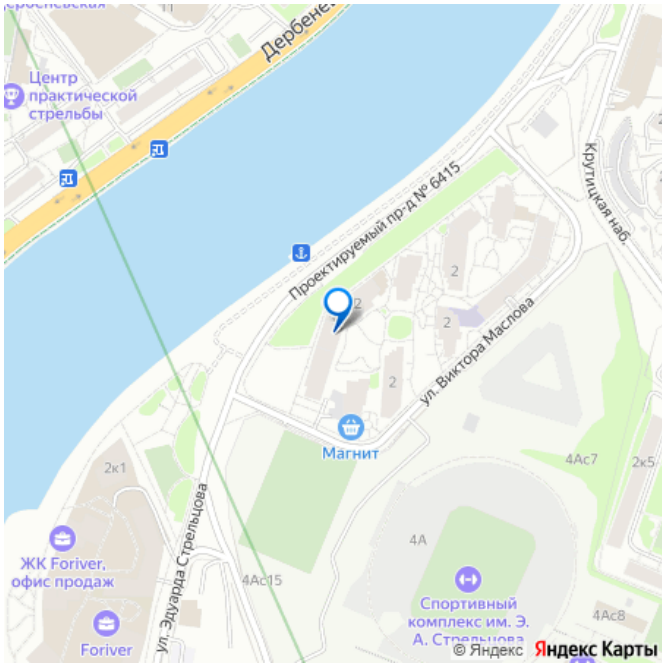 Дербе
Центр
практической
стрельбы
Проектируемый пр-д № 6415
Крутицкая наб.
2
2
2
2
2
ул. Виктора Маслова
Магнит
4Ас7
2к5
2к1
4А
ул. Эдуарда Стрельцова
ЖК Foriver,
офис продаж
4Ас15
Спортивный
комплекс им. Э.
А. Стрельцова
4Ас8
Foriver
© Яндекс Яндекс Карты